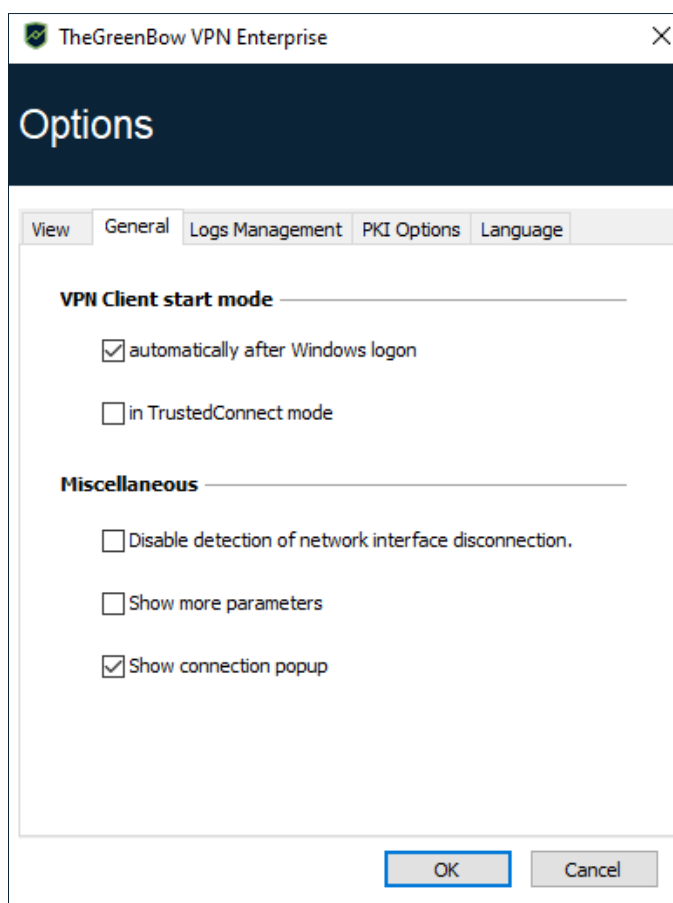 TheGreenBow VPN Enterprise
Options
View General Logs Management PKI Options Language
VPN Client start mode
automatically after Windows logon
in TrustedConnect mode
Miscellaneous
Disable detection of network interface disconnection.
Show more parameters
Show connection popup
OK Cancel